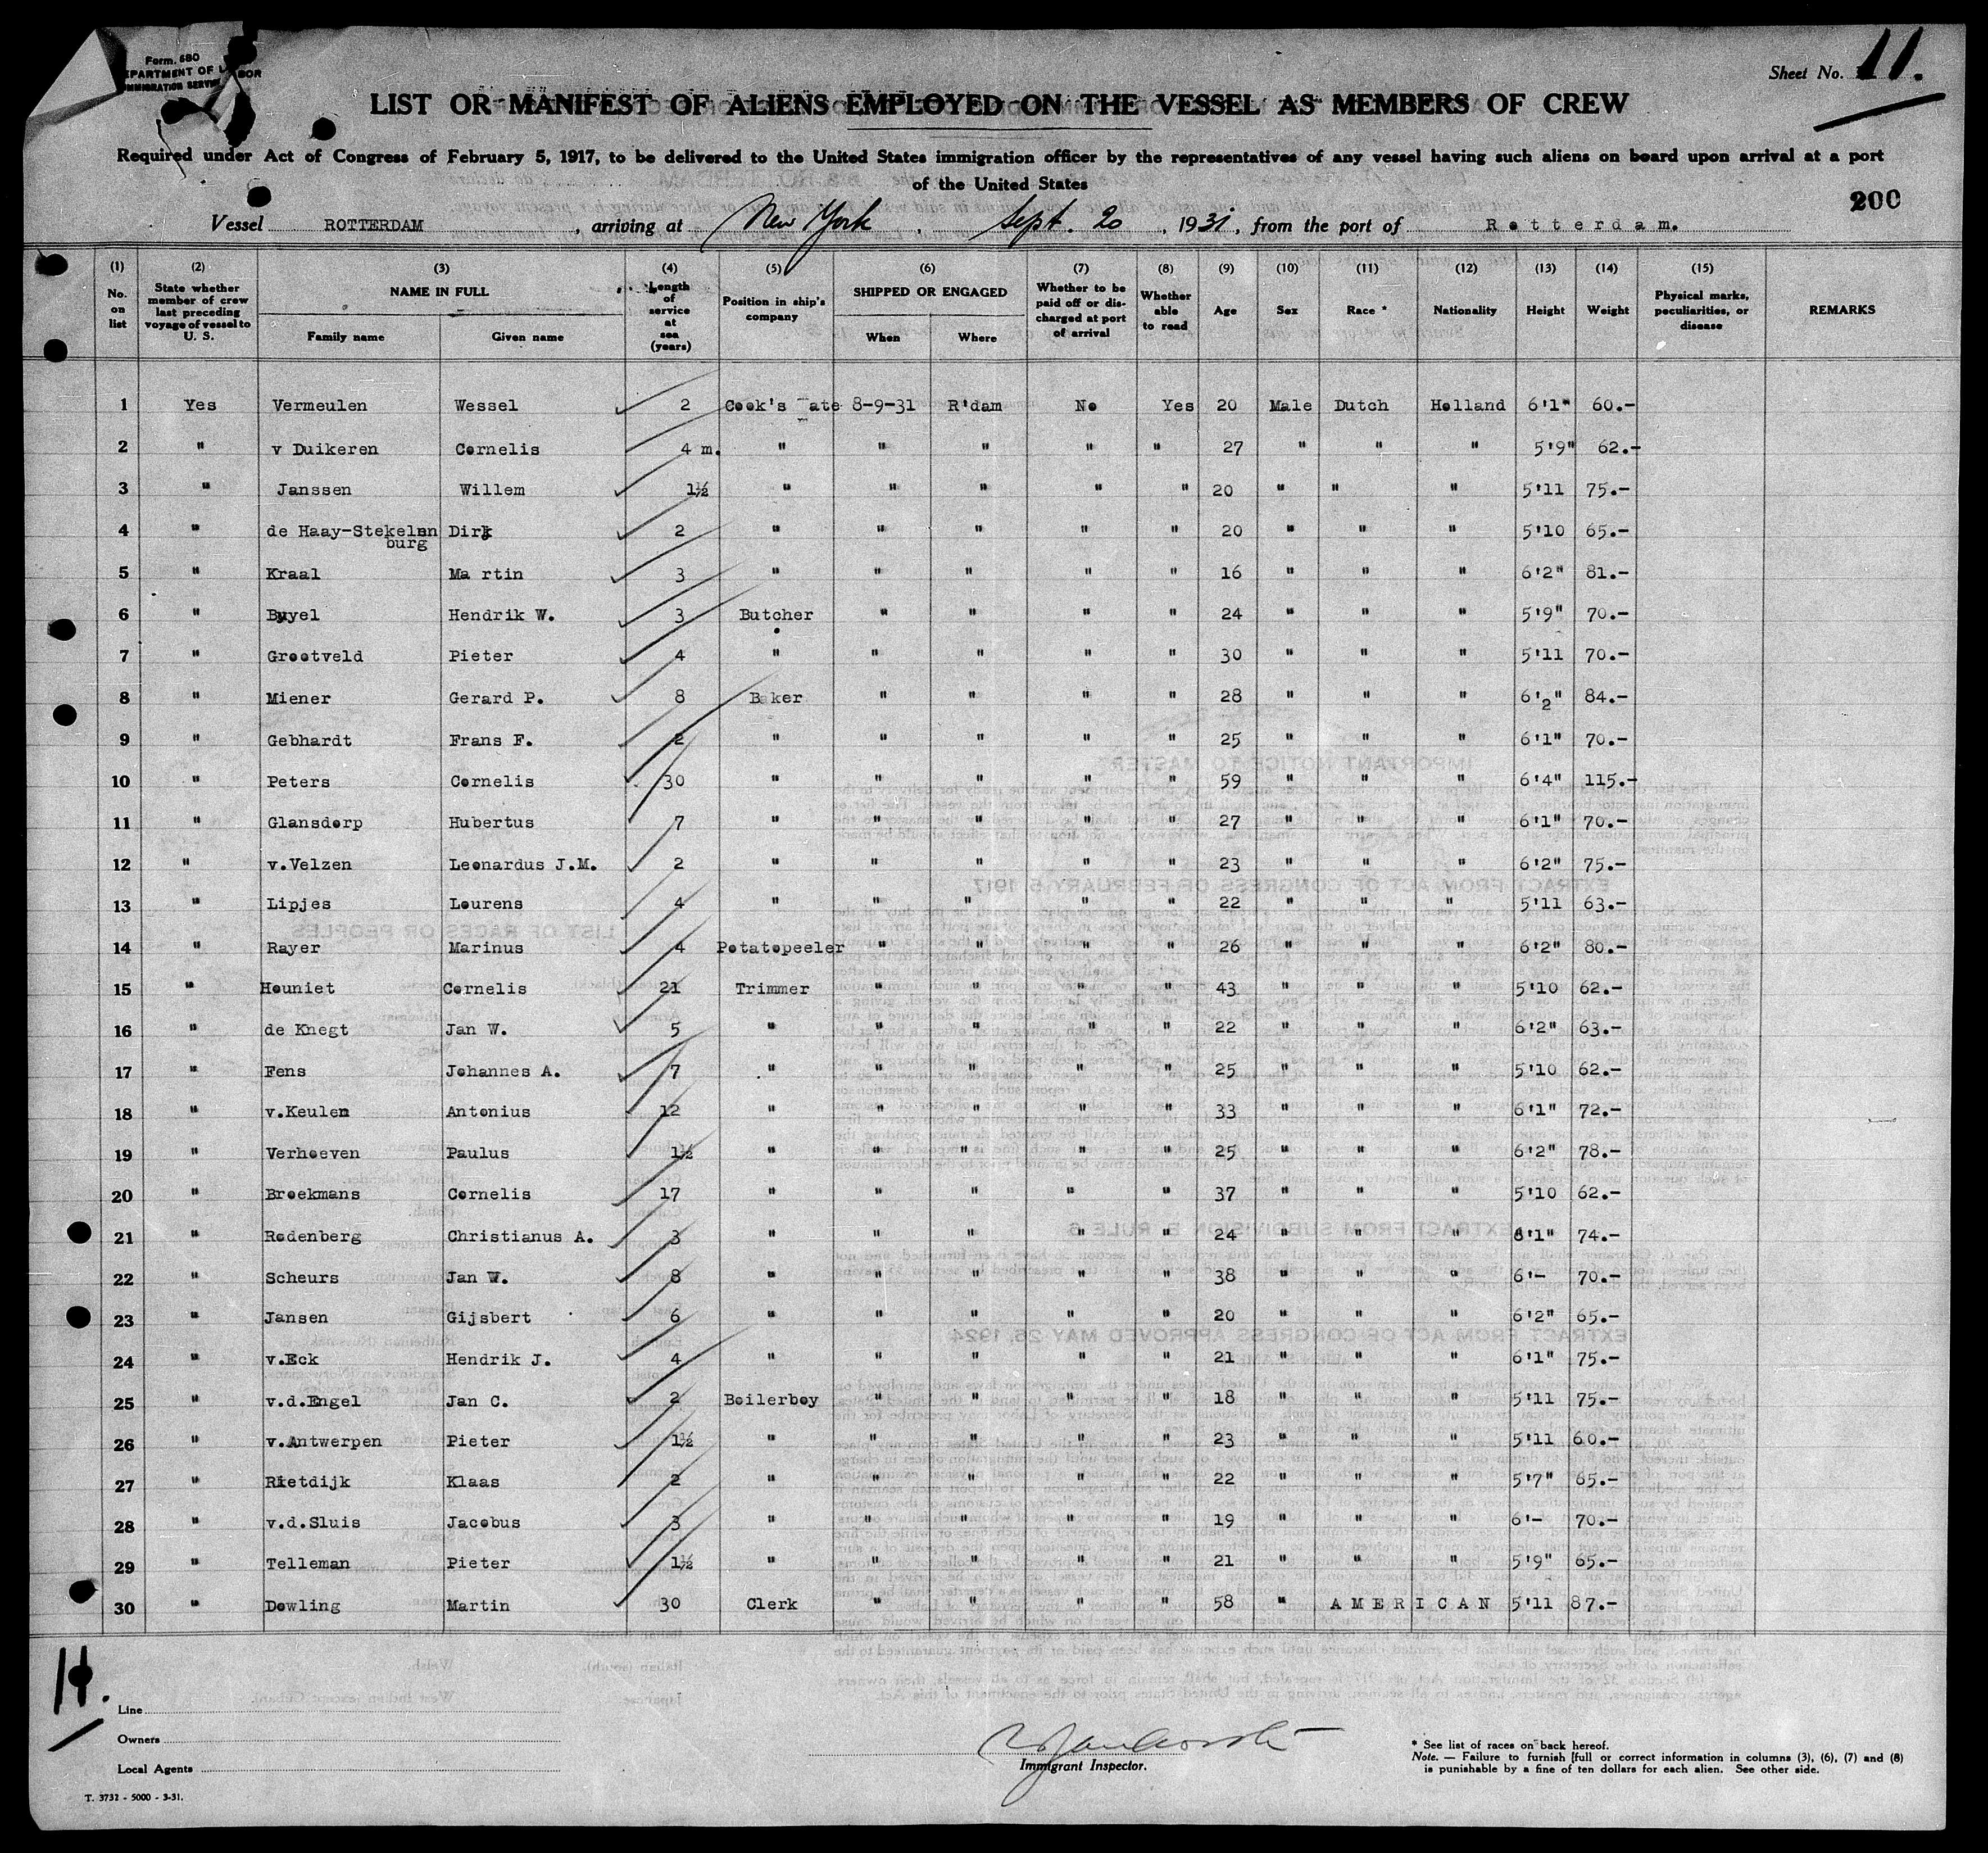 Form. 680
DEPARTMENT OF LABOR
IMMIGRATION SERVICE
Sheet No. 11.
LIST OR MANIFEST OF ALIENS EMPLOYED ON THE VESSEL AS MEMBERS OF CREW
Required under Act of Congress of February 5, 1917, to be delivered to the United States immigration officer by the representatives of any vessel having such aliens on board upon arrival at a port
of the United States
200
Vessel ROTTERDAM, arriving at New York, Sept. 20, 1931, from the port of Rotterdam.
(1) (2) (3) (4) (5) (6) (7) (8) (9) (10) (11) (12) (13) (14) (15)
No. on list | State whether member of crew last preceding voyage of vessel to U. S. | NAME IN FULL | Length of service at sea (years) | Position in ship's company | SHIPPED OR ENGAGED | Whether to be paid off or discharged at port of arrival | Whether able to read | Age | Sex | Race * | Nationality | Height | Weight | Physical marks, peculiarities, or disease | REMARKS
Family name | Given name | When | Where
1 Yes Vermeulen Wessel 2 Cook's ate 8-9-31 R'dam No Yes 20 Male Dutch Holland 6'1" 60.-
2 " v Duikeren Cornelis 4 m. " " " " " 27 " " " 5'9" 62.-
3 " Janssen Willem 1½ " " " " " 20 " " " 5'11 75.-
4 " de Haay-Stekelen Dirk 2 " " " " " 20 " " " 5'10 65.-
burg
5 " Kraal Ma rtin 3 " " " " " 16 " " " 6'2" 81.-
6 " Buyel Hendrik W. 3 Butcher " " " " 24 " " " 5'9" 70.-
7 " Grootveld Pieter 4 " " " " " 30 " " " 5'11 70.-
8 " Miener Gerard P. 8 Baker " " " " 28 " " " 6'2" 84.-
9 " Gebhardt Frans F. 2 " " " " " 25 " " " 6'1" 70.-
10 " Peters Cornelis 30 " " " " " 59 " " " 6'4" 115.-
11 " Glansdorp Hubertus 7 " " " " " 27 " " " 6'1" 70.-
12 " v.Velzen Leonardus J.M. 2 " " " " " 23 " " " 6'2" 75.-
13 " Lipjes Lourens 4 " " " " " 22 " " " 5'11 63.-
14 " Rayer Marinus 4 Potatopeeler " " " " 26 " " " 6'2" 80.-
15 " Houniet Cornelis 21 Trimmer " " " " 43 " " " 5'10 62.-
16 " de Knegt Jan W. 5 " " " " " 22 " " " 6'2" 63.-
17 " Fens Johannes A. 7 " " " " " 25 " " " 5'10 62.-
18 " v.Keulen Antonius 12 " " " " " 33 " " " 6'1" 72.-
19 " Verhoeven Paulus 1½ " " " " " 25 " " " 6'2" 78.-
20 " Broekmans Cornelis 17 " " " " " 37 " " " 5'10 62.-
21 " Rodenberg Christianus A. 3 " " " " " 24 " " " 6'1" 74.-
22 " Scheurs Jan W. 8 " " " " " 38 " " " 6'- 70.-
23 " Jansen Gijsbert 6 " " " " " 20 " " " 6'2" 65.-
24 " v.Eck Hendrik J. 4 " " " " " 21 " " " 6'1" 75.-
25 " v.d.Engel Jan C. 2 Boilerboy " " " " 18 " " " 5'11 75.-
26 " v.Antwerpen Pieter 1½ " " " " " 23 " " " 5'11 60.-
27 " Rietdijk Klaas 2 " " " " " 22 " " " 5'7" 65.-
28 " v.d.Sluis Jacobus 3 " " " " " 19 " " " 6'- 70.-
29 " Telleman Pieter 1½ " " " " " 21 " " " 5'9" 65.-
30 " Dowling Martin 30 Clerk " " " " 58 " AMERICAN 5'11 87.-
11.
Line
Owners
Local Agents
Immigrant Inspector.
* See list of races on back hereof.
Note. — Failure to furnish full or correct information in columns (3), (6), (7) and (8)
is punishable by a fine of ten dollars for each alien. See other side.
T. 3732 - 5000 - 3-31.